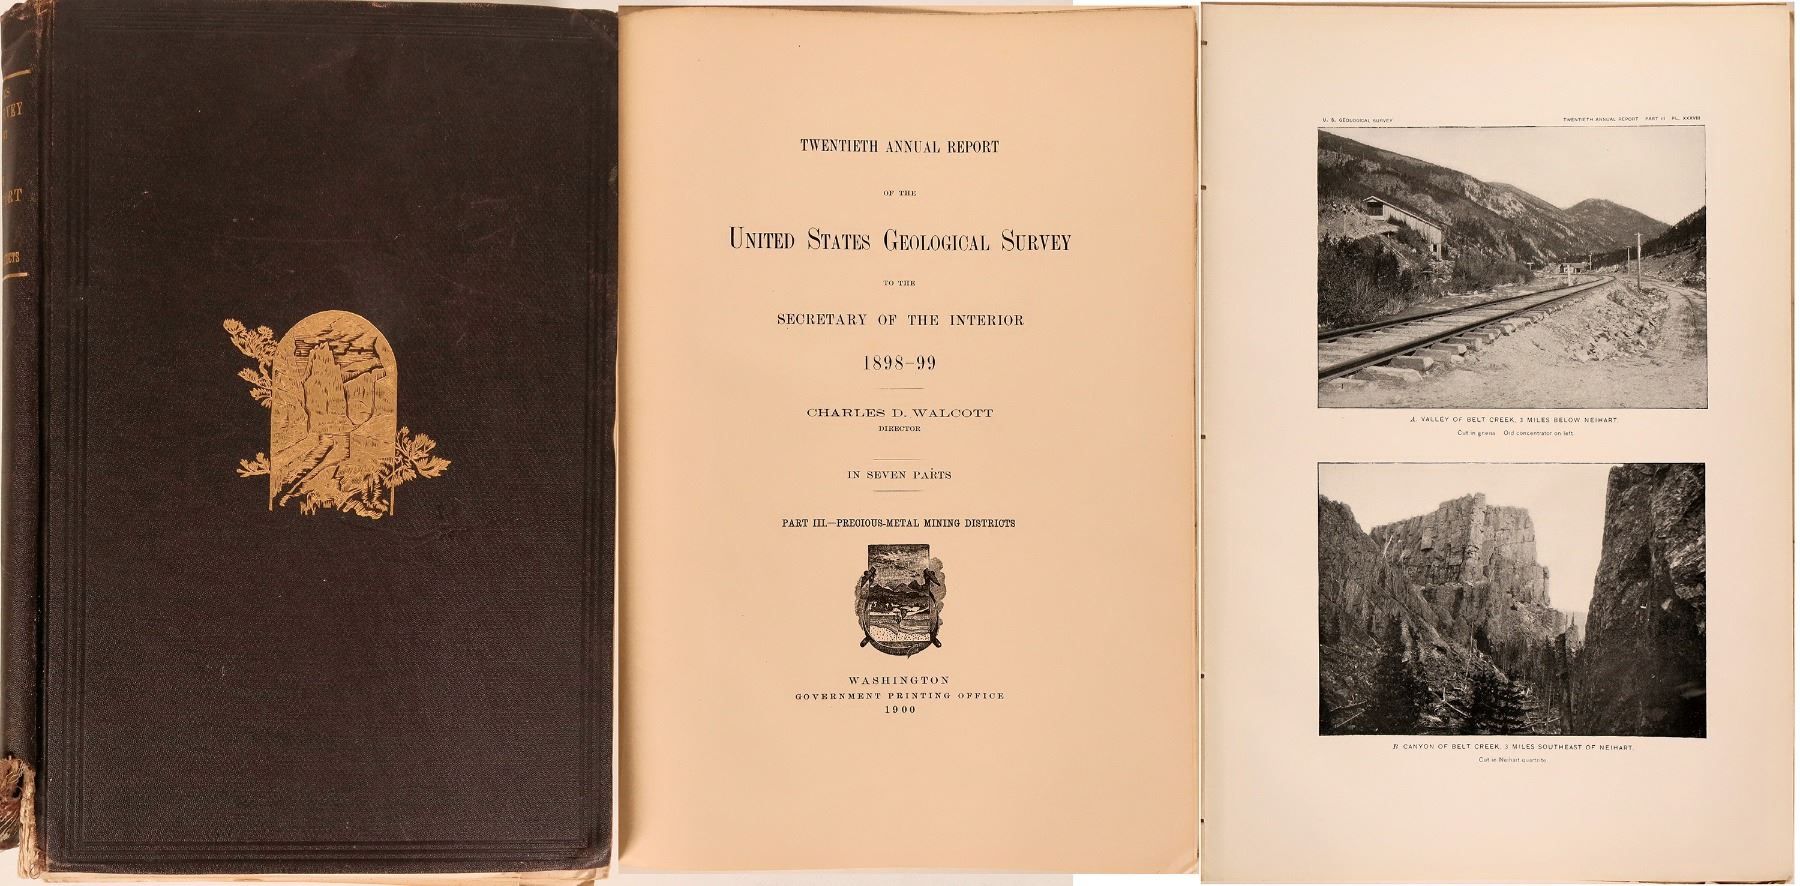 VEY
RT
TWENTIETH ANNUAL REPORT
OF THE
UNITED STATES GEOLOGICAL SURVEY
TO THE
SECRETARY OF THE INTERIOR
1898-99
CHARLES D. WALCOTT
DIRECTOR
IN SEVEN PARTS
PART III.—PRECIOUS-METAL MINING DISTRICTS
WASHINGTON
GOVERNMENT PRINTING OFFICE
1900
U. S. GEOLOGICAL SURVEY TWENTIETH ANNUAL REPORT PART III PL. XXXVIII
A. VALLEY OF BELT CREEK, 3 MILES BELOW NEIHART.
Cut in gneiss. Old concentrator on left.
B. CANYON OF BELT CREEK, 3 MILES SOUTHEAST OF NEIHART.
Cut in Neihart quartzite.